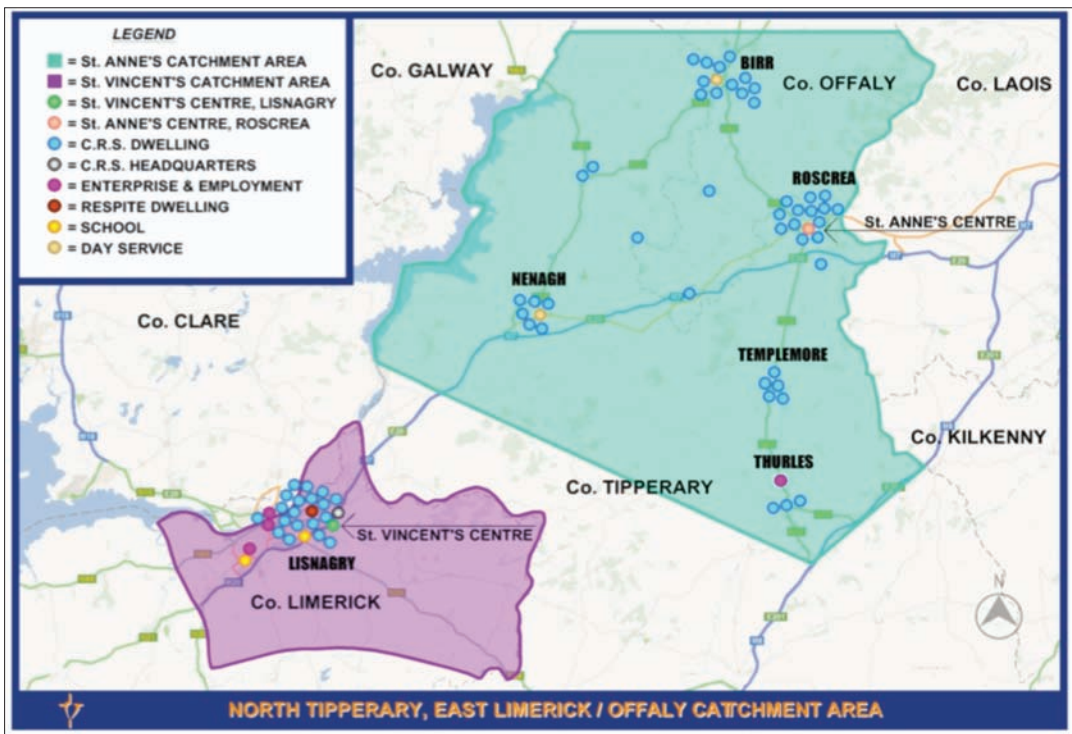 LEGEND
= St. ANNE'S CATCHMENT AREA
= St. VINCENT'S CATCHMENT AREA
= St. VINCENT'S CENTRE, LISNAGRY
= St. ANNE'S CENTRE, ROSCREA
= C.R.S. DWELLING
= C.R.S. HEADQUARTERS
= ENTERPRISE & EMPLOYMENT
= RESPITE DWELLING
= SCHOOL
= DAY SERVICE
Co. GALWAY
BIRR
Co. OFFALY
Co. LAOIS
ROSCREA
St. ANNE'S CENTRE
NENAGH
Co. CLARE
TEMPLEMORE
Co. KILKENNY
THURLES
Co. TIPPERARY
St. VINCENT'S CENTRE
LISNAGRY
Co. LIMERICK
N
NORTH TIPPERARY, EAST LIMERICK / OFFALY CATCHMENT AREA